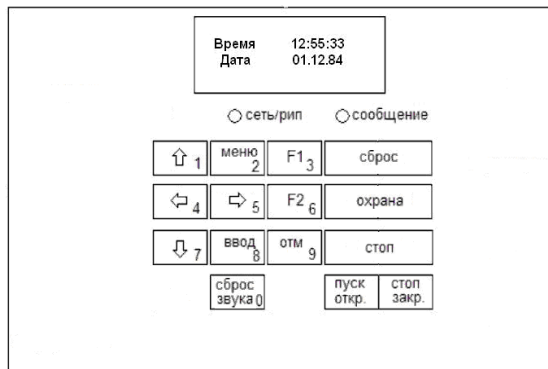 Время 12:55:33
Дата 01.12.84
сеть/рип сообщение
1 меню 2 F1 3 сброс
4 5 F2 6 охрана
7 ввод 8 отм 9 стоп
сброс пуск стоп
звука 0 откр. закр.